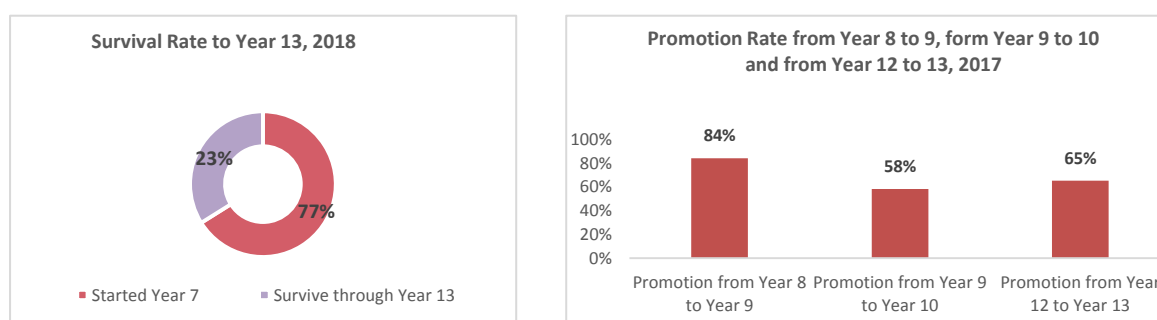 Survival Rate to Year 13, 2018
23%
77%
Started Year 7
Survive through Year 13
Promotion Rate from Year 8 to 9, form Year 9 to 10
and from Year 12 to 13, 2017
100%
80%
60%
40%
20%
0%
84%
58%
65%
Promotion from Year 8
to Year 9
Promotion from Year 9
to Year 10
Promotion from Year
12 to Year 13